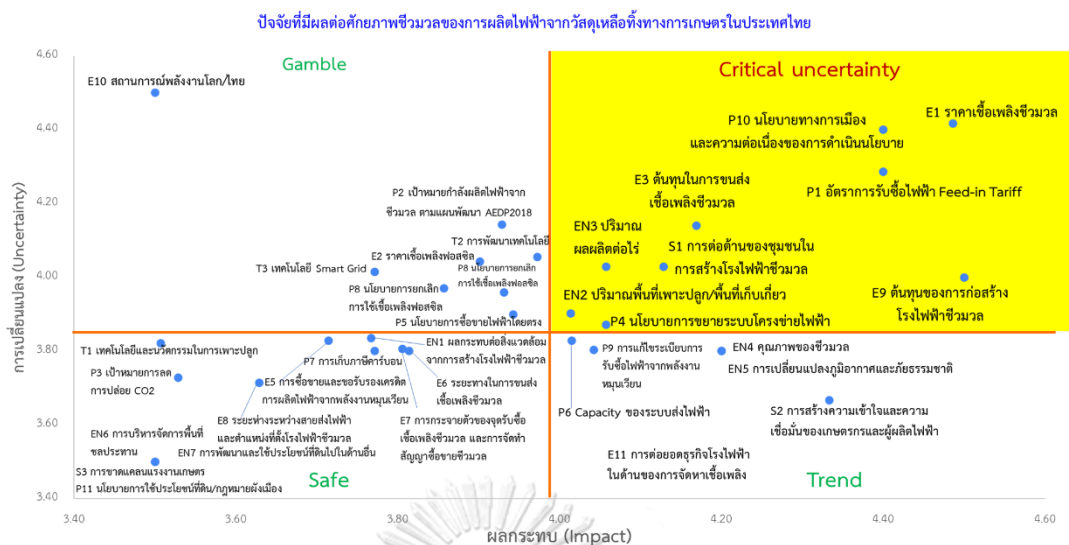 ปัจจัยที่มีผลต่อศักยภาพชีวมวลของการผลิตไฟฟ้าจากวัสดุเหลือทิ้งทางการเกษตรในประเทศไทย
การเปลี่ยนแปลง (Uncertainty)
4.60
4.40
4.20
4.00
3.80
3.60
3.40
Gamble
E10 สถานการณ์พลังงานโลก/ไทย
P2 เป้าหมายกำลังผลิตไฟฟ้าจาก
ชีวมวล ตามแผนพัฒนา AEDP2018
T2 การพัฒนาเทคโนโลยี
E2 ราคาเชื้อเพลิงฟอสซิล
T3 เทคโนโลยี Smart Grid
P8 นโยบายการยกเลิก
การใช้เชื้อเพลิงฟอสซิล
P8 นโยบายการยกเลิก
การใช้เชื้อเพลิงฟอสซิล
P5 นโยบายการซื้อขายไฟฟ้าโดยตรง
Critical uncertainty
P10 นโยบายทางการเมือง
และความต่อเนื่องของการดำเนินนโยบาย
E1 ราคาเชื้อเพลิงชีวมวล
E3 ต้นทุนในการขนส่ง
เชื้อเพลิงชีวมวล
P1 อัตราการรับซื้อไฟฟ้า Feed-in Tariff
EN3 ปริมาณ
ผลผลิตต่อไร่
S1 การต่อต้านของชุมชนใน
การสร้างโรงไฟฟ้าชีวมวล
EN2 ปริมาณพื้นที่เพาะปลูก/พื้นที่เก็บเกี่ยว
E9 ต้นทุนของการก่อสร้าง
โรงไฟฟ้าชีวมวล
P4 นโยบายการขยายระบบโครงข่ายไฟฟ้า
T1 เทคโนโลยีและนวัตกรรมในการเพาะปลูก
EN1 ผลกระทบต่อสิ่งแวดล้อม
จากการสร้างโรงไฟฟ้าชีวมวล
P7 การเก็บภาษีคาร์บอน
P3 เป้าหมายการลด
การปล่อย CO2
E5 การซื้อขายและขอรับรองเครดิต
การผลิตไฟฟ้าจากพลังงานหมุนเวียน
E6 ระยะทางในการขนส่ง
เชื้อเพลิงชีวมวล
E8 ระยะห่างระหว่างสายส่งไฟฟ้า
และตำแหน่งที่ตั้งโรงไฟฟ้าชีวมวล
E7 การกระจายตัวของจุดรับซื้อ
เชื้อเพลิงชีวมวล และการจัดทำ
สัญญาซื้อขายชีวมวล
EN6 การบริหารจัดการพื้นที่
ชลประทาน
EN7 การพัฒนาและใช้ประโยชน์ที่ดินไปในด้านอื่น
S3 การขาดแคลนแรงงานเกษตร
P11 นโยบายการใช้ประโยชน์ที่ดิน/กฎหมายผังเมือง
Safe
P9 การแก้ไขระเบียบการ
รับซื้อไฟฟ้าจากพลังงาน
หมุนเวียน
EN4 คุณภาพของชีวมวล
EN5 การเปลี่ยนแปลงภูมิอากาศและภัยธรรมชาติ
P6 Capacity ของระบบส่งไฟฟ้า
S2 การสร้างความเข้าใจและความ
เชื่อมั่นของเกษตรกรและผู้ผลิตไฟฟ้า
E11 การต่อยอดธุรกิจโรงไฟฟ้า
ในด้านของการจัดหาเชื้อเพลิง
Trend
3.40
3.60
3.80
4.00
4.20
4.40
4.60
ผลกระทบ (Impact)